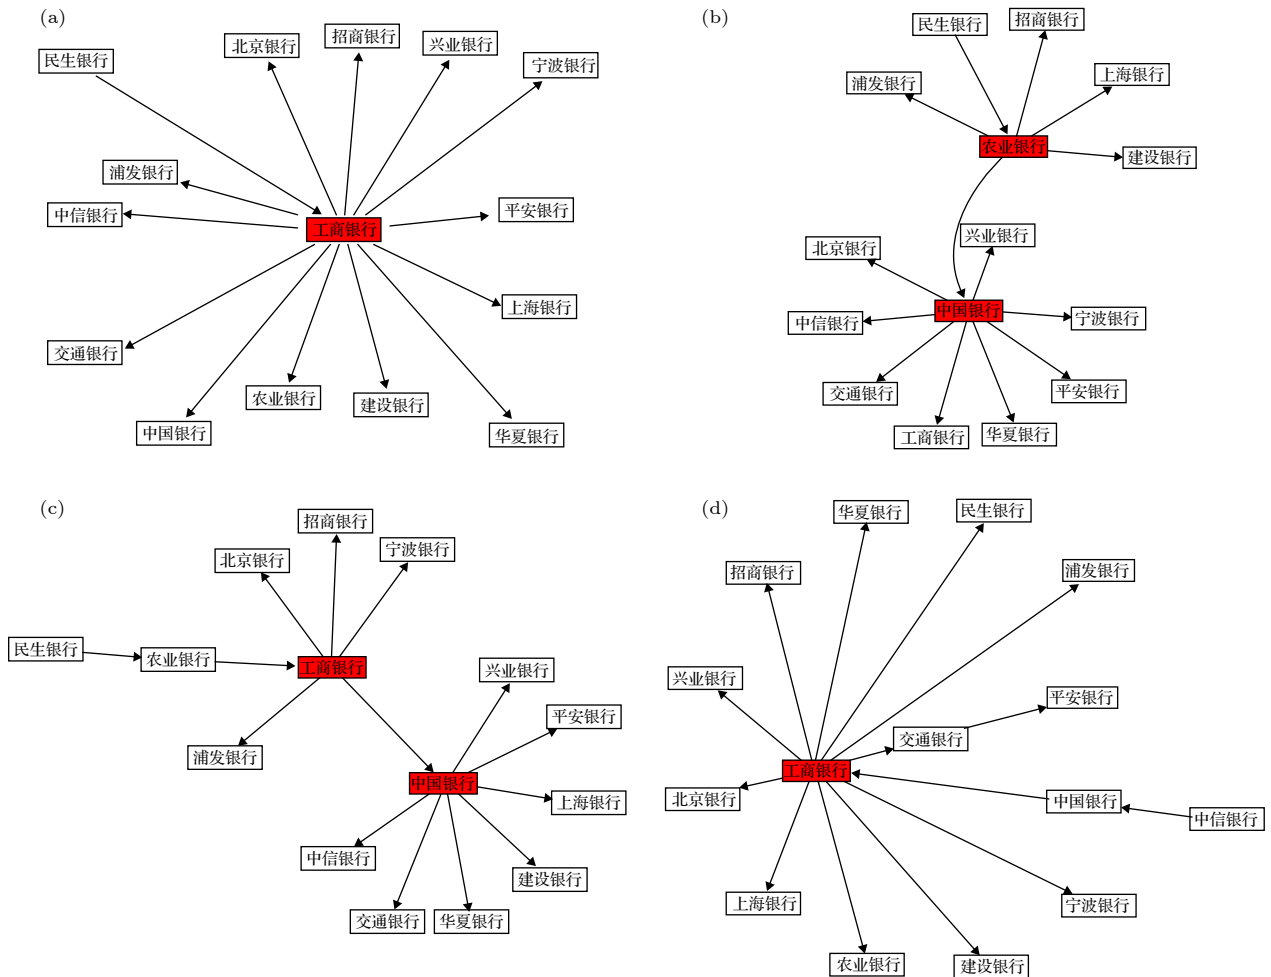 (a)
民生银行
北京银行
招商银行
兴业银行
宁波银行
浦发银行
中信银行
工商银行
平安银行
上海银行
交通银行
农业银行
建设银行
中国银行
华夏银行
(b)
民生银行
招商银行
浦发银行
上海银行
农业银行
建设银行
北京银行
兴业银行
中国银行
中信银行
宁波银行
交通银行
平安银行
工商银行
华夏银行
(c)
招商银行
北京银行
宁波银行
民生银行
农业银行
工商银行
兴业银行
平安银行
浦发银行
中国银行
上海银行
中信银行
建设银行
交通银行
华夏银行
(d)
华夏银行
民生银行
招商银行
浦发银行
兴业银行
平安银行
交通银行
工商银行
北京银行
中国银行
中信银行
上海银行
宁波银行
农业银行
建设银行